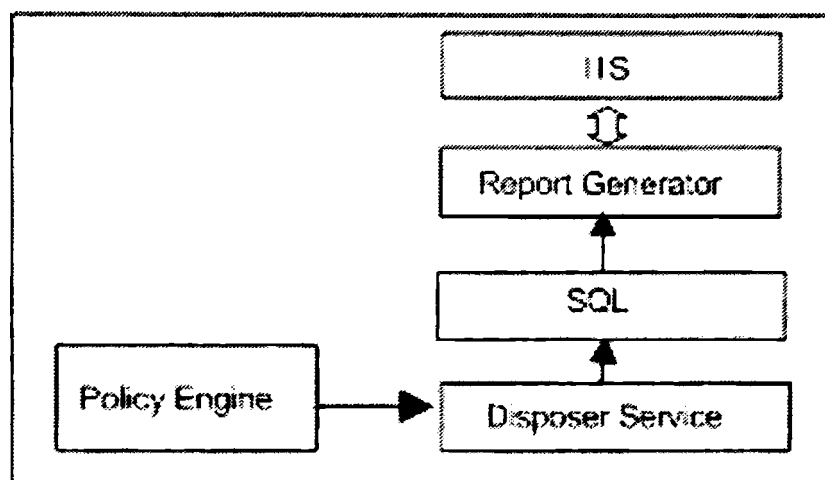 IIS
Report Generator
SQL
Policy Engine
Disposer Service